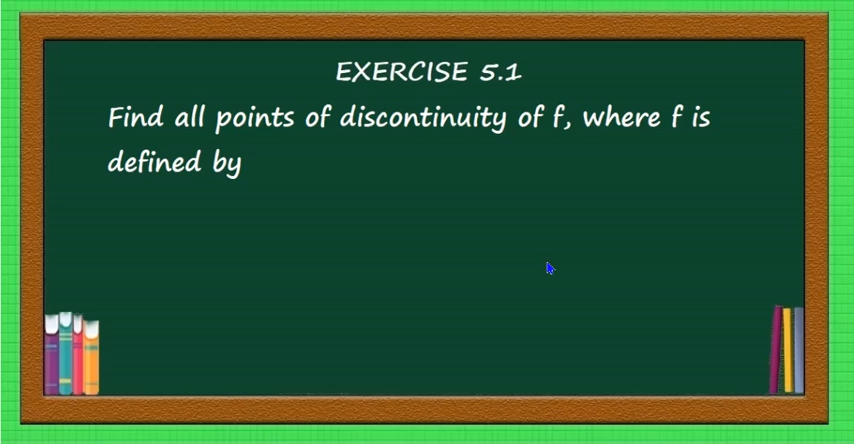 EXERCISE 5.1
Find all points of discontinuity of f, where f is
defined by